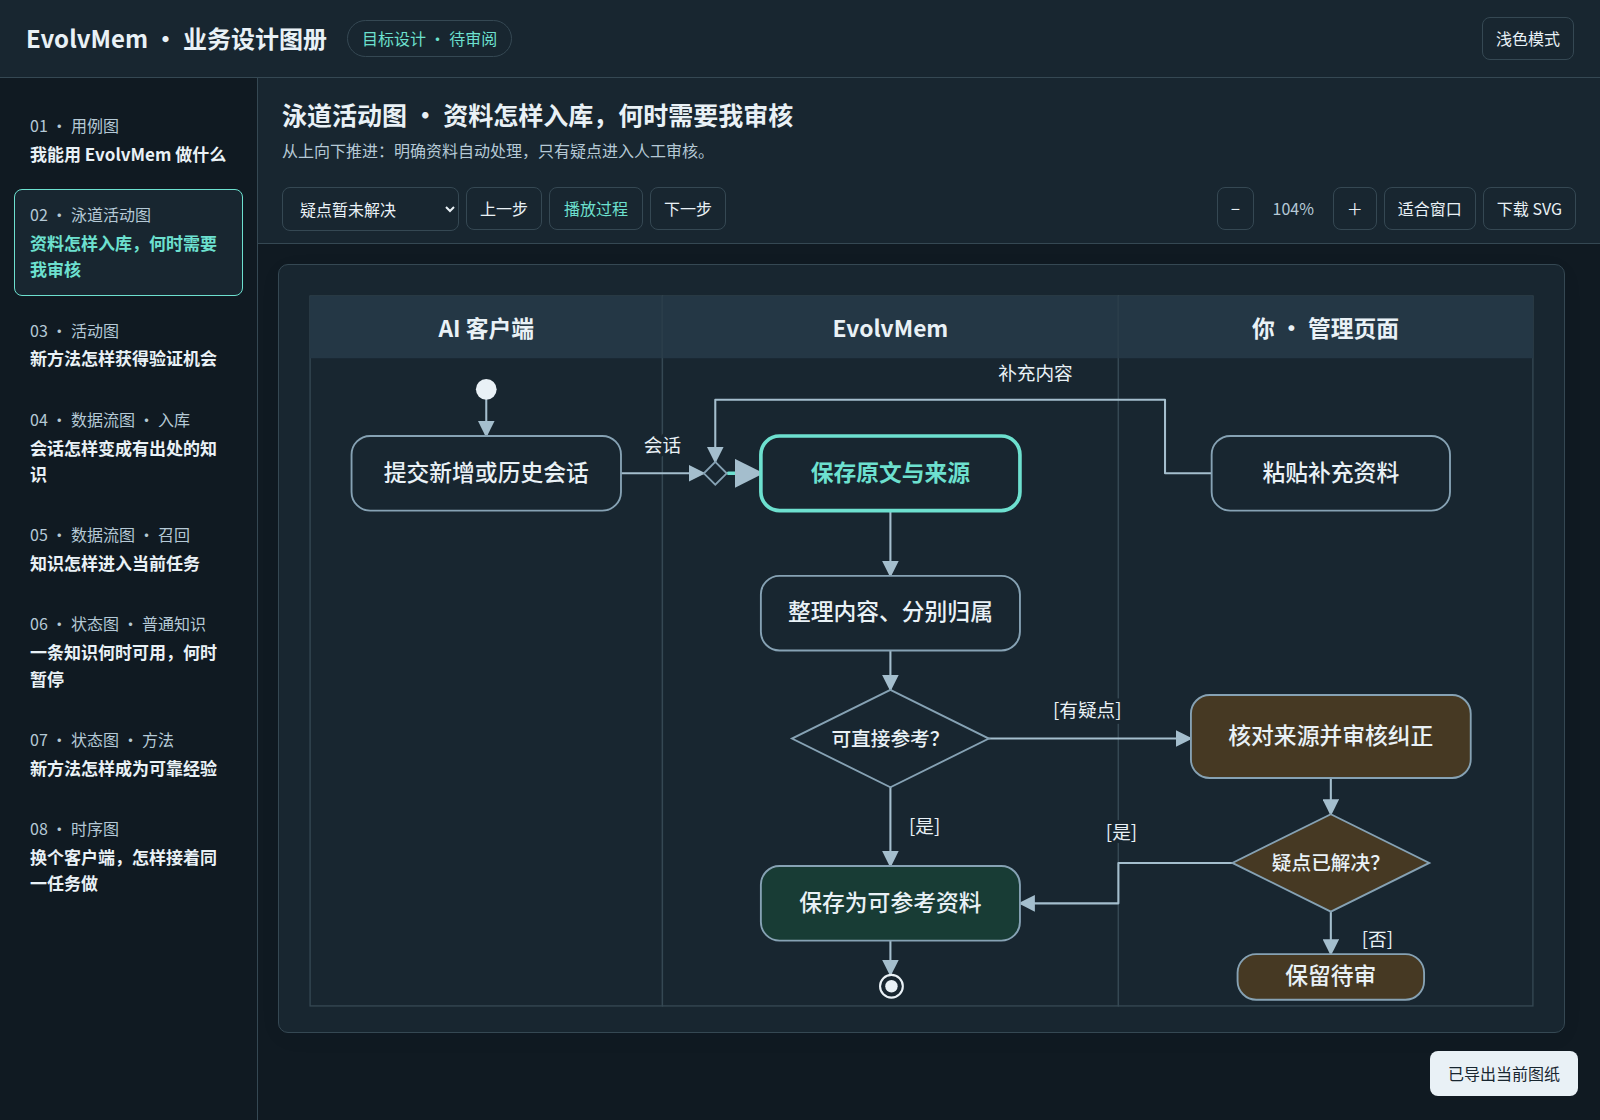 EvolvMem · 业务设计图册
目标设计 · 待审阅
浅色模式
01 · 用例图
我能用 EvolvMem 做什么
02 · 泳道活动图
资料怎样入库，何时需要
我审核
03 · 活动图
新方法怎样获得验证机会
04 · 数据流图 · 入库
会话怎样变成有出处的知
识
05 · 数据流图 · 召回
知识怎样进入当前任务
06 · 状态图 · 普通知识
一条知识何时可用，何时
暂停
07 · 状态图 · 方法
新方法怎样成为可靠经验
08 · 时序图
换个客户端，怎样接着同
一任务做
泳道活动图 · 资料怎样入库，何时需要我审核
从上向下推进：明确资料自动处理，只有疑点进入人工审核。
疑点暂未解决
上一步
播放过程
下一步
−
104%
＋
适合窗口
下载 SVG
AI 客户端
EvolvMem
你 · 管理页面
补充内容
会话
提交新增或历史会话
保存原文与来源
粘贴补充资料
整理内容、分别归属
[有疑点]
可直接参考？
核对来源并审核纠正
[是]
[是]
疑点已解决？
保存为可参考资料
[否]
保留待审
已导出当前图纸